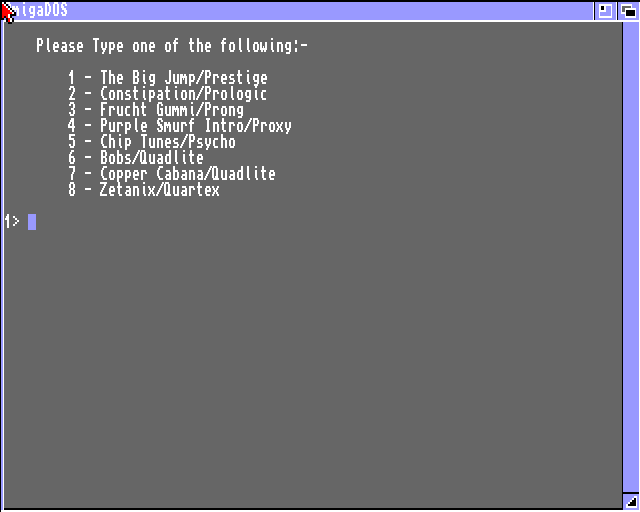 migaDOS
Please Type one of the following:-
1 - The Big Jump/Prestige
2 - Constipation/Prologic
3 - Frucht Gummi/Prong
4 - Purple Smurf Intro/Proxy
5 - Chip Tunes/Psycho
6 - Bobs/Quadlite
7 - Copper Cabana/Quadlite
8 - Zetanix/Quartex
1>